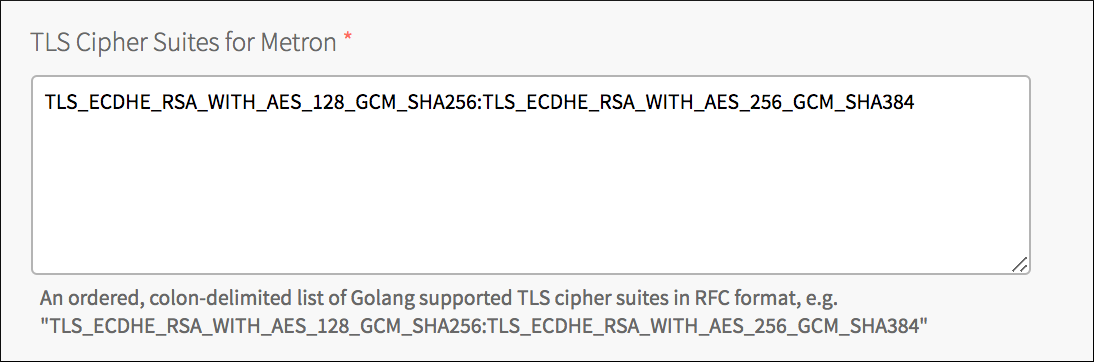 TLS Cipher Suites for Metron *
TLS_ECDHE_RSA_WITH_AES_128_GCM_SHA256:TLS_ECDHE_RSA_WITH_AES_256_GCM_SHA384
An ordered, colon-delimited list of Golang supported TLS cipher suites in RFC format, e.g.
"TLS_ECDHE_RSA_WITH_AES_128_GCM_SHA256:TLS_ECDHE_RSA_WITH_AES_256_GCM_SHA384"